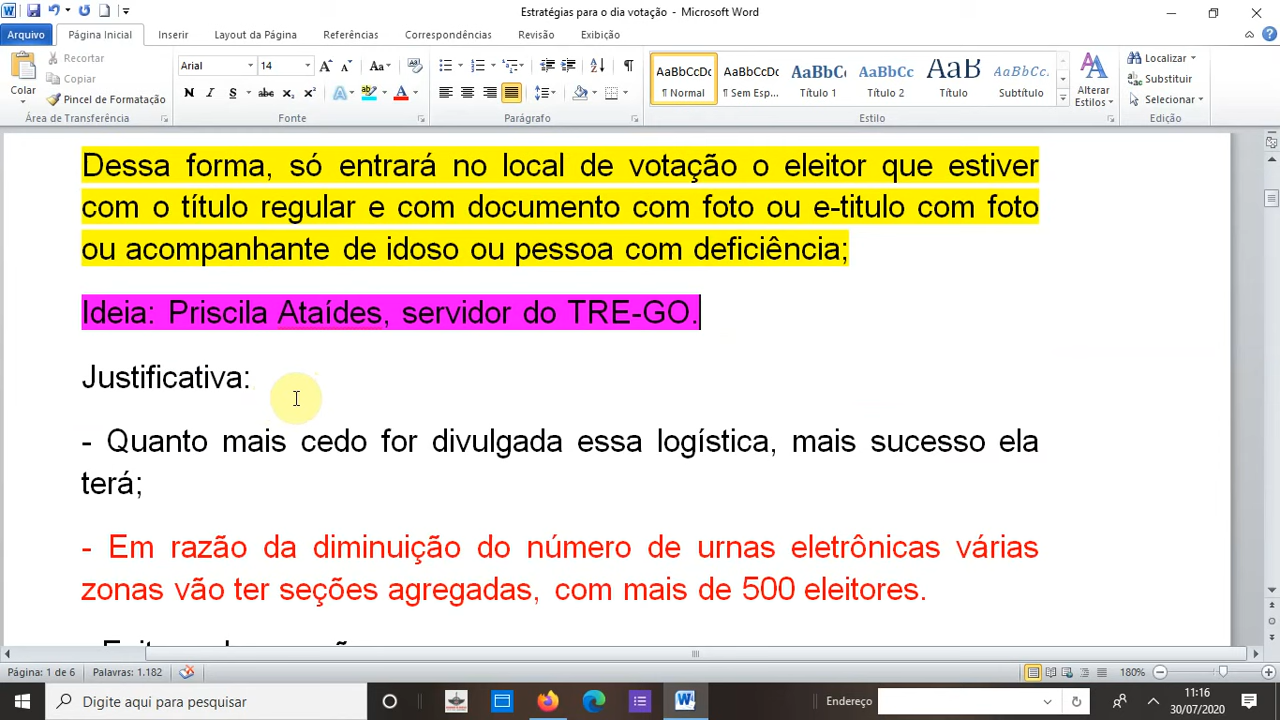 Estratégias para o dia votação - Microsoft Word
Arquivo Página Inicial Inserir Layout da Página Referências Correspondências Revisão Exibição
Colar
Recortar
Copiar
Pincel de Formatação
Área de Transferência
Arial 14
N I S abc x₂ x²
Fonte
Parágrafo
AaBbCcDc AaBbCcDc AaBbC AaBbCc AaB AaBbCc.
¶ Normal ¶ Sem Esp... Título 1 Título 2 Título Subtítulo
Alterar
Estilos
Estilo
Localizar
Substituir
Selecionar
Edição
Dessa forma, só entrará no local de votação o eleitor que estiver
com o título regular e com documento com foto ou e-titulo com foto
ou acompanhante de idoso ou pessoa com deficiência;
Ideia: Priscila Ataídes, servidor do TRE-GO.
Justificativa:
- Quanto mais cedo for divulgada essa logística, mais sucesso ela
terá;
- Em razão da diminuição do número de urnas eletrônicas várias
zonas vão ter seções agregadas, com mais de 500 eleitores.
Página: 1 de 6 Palavras: 1.182 180%
Digite aqui para pesquisar
Endereço
11:16
30/07/2020